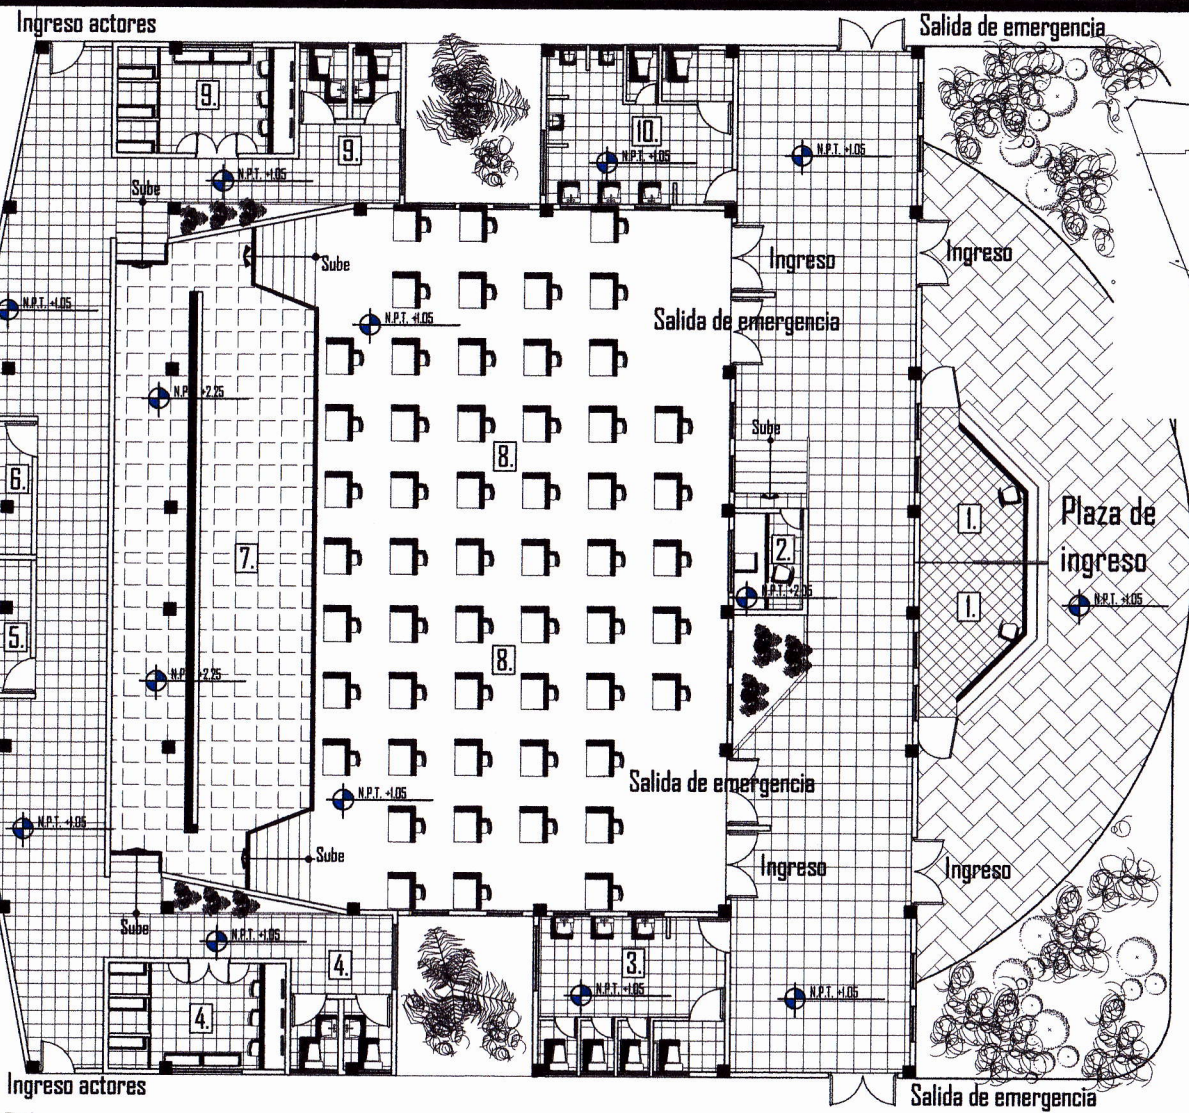 Ingreso actores
Salida de emergencia
9.
9.
10.
N.P.T. +1.05
N.P.T. +1.05
N.P.T. +1.05
Sube
Sube
Ingreso
Ingreso
N.P.T. +1.05
N.P.T. +1.05
Salida de emergencia
N.P.T. +2.25
Sube
8.
6.
1.
Plaza de
ingreso
7.
2.
N.P.T. +2.05
N.P.T. +1.05
1.
5.
8.
N.P.T. +2.25
Salida de emergencia
N.P.T. +1.05
N.P.T. +1.05
Sube
Ingreso
Ingreso
Sube
N.P.T. +1.05
4.
3.
N.P.T. +1.05
N.P.T. +1.05
4.
Ingreso actores
Salida de emergencia